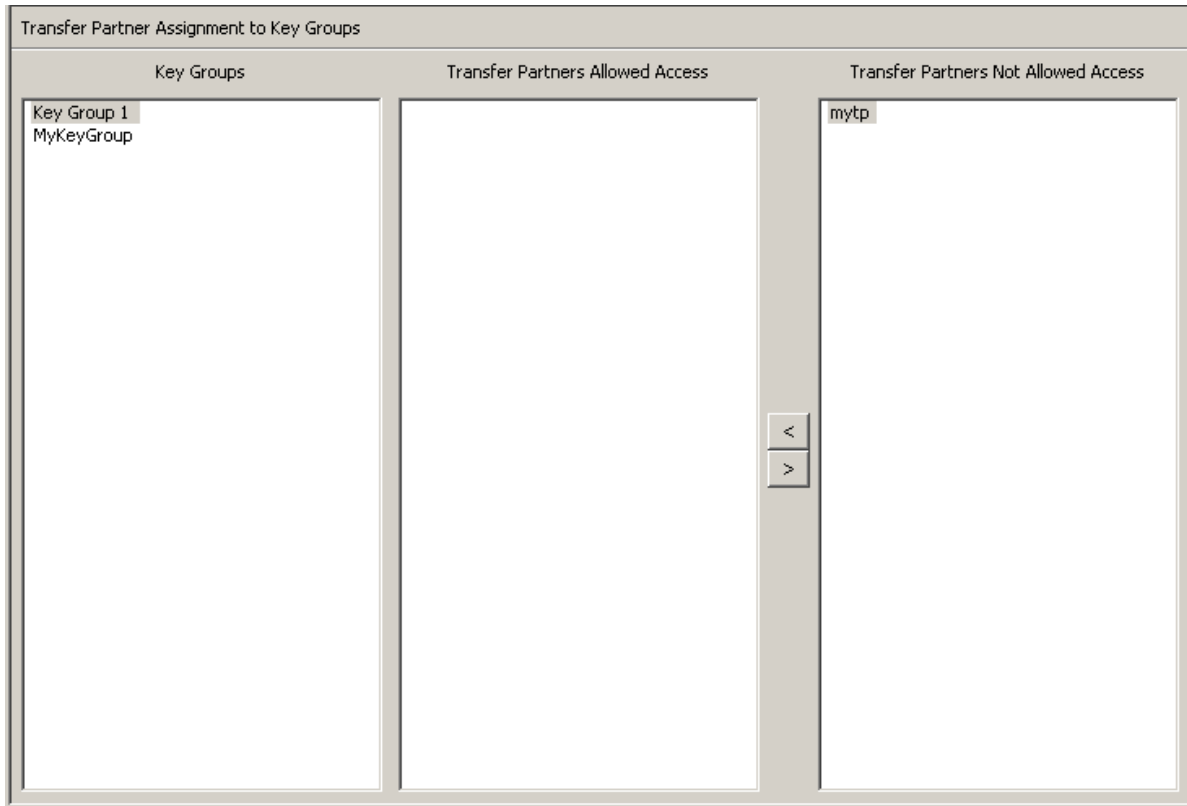 Transfer Partner Assignment to Key Groups
Key Groups
Transfer Partners Allowed Access
Transfer Partners Not Allowed Access
Key Group 1
MyKeyGroup
mytp
<
>